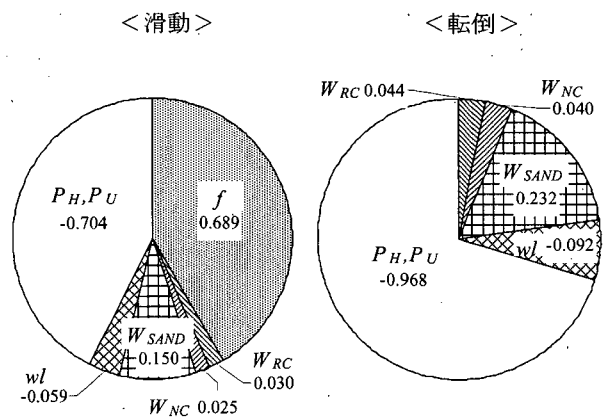 ＜滑動＞
P_H, P_U
-0.704
f
0.689
W_SAND
0.150
wl
-0.059
W_NC 0.025
W_RC
0.030
＜転倒＞
W_RC 0.044
W_NC
0.040
W_SAND
0.232
wl -0.092
P_H, P_U
-0.968